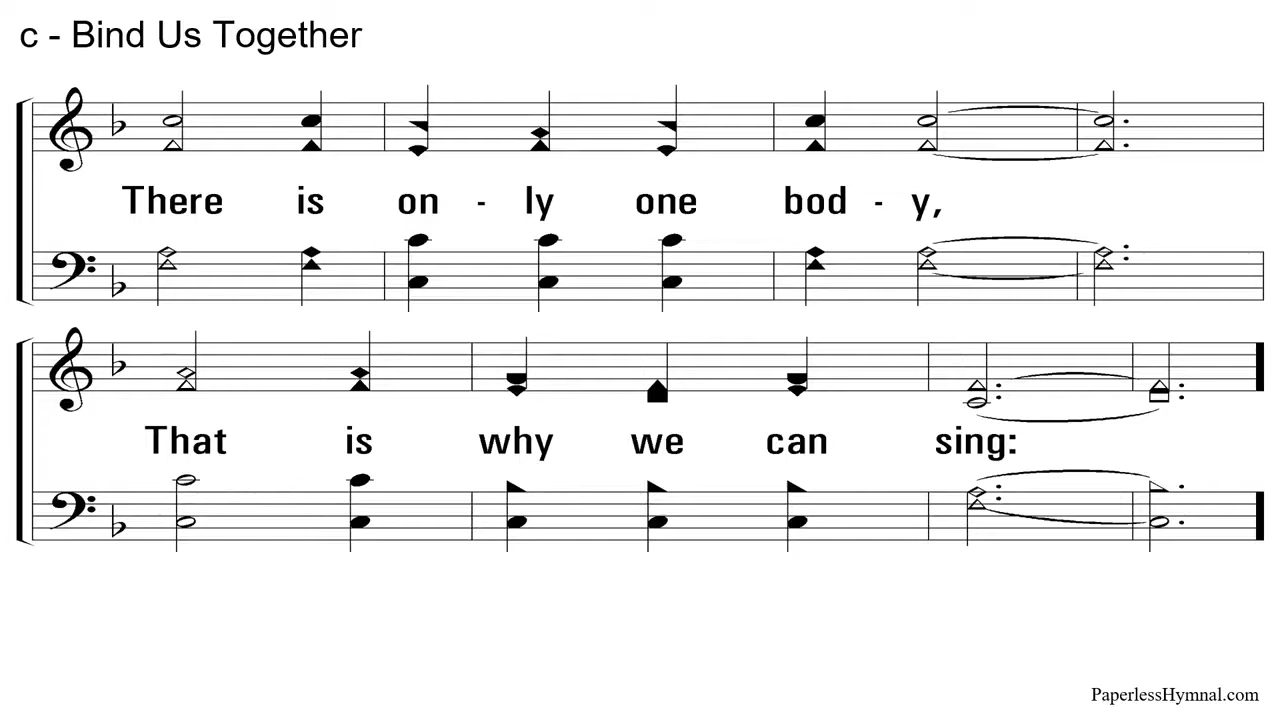 c - Bind Us Together
There is on - ly one bod - y,
That is why we can sing:
PaperlessHymnal.com